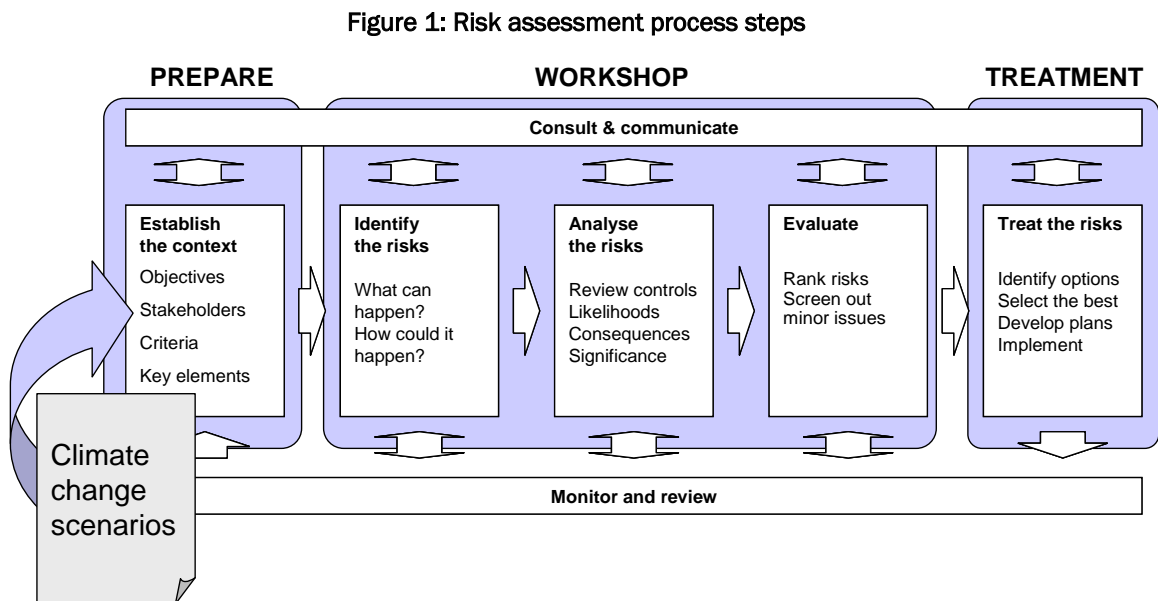 Figure 1: Risk assessment process steps
PREPARE
WORKSHOP
TREATMENT
Consult & communicate
Establish
the context
Objectives
Stakeholders
Criteria
Key elements
Identify
the risks
What can
happen?
How could it
happen?
Analyse
the risks
Review controls
Likelihoods
Consequences
Significance
Evaluate
Rank risks
Screen out
minor issues
Treat the risks
Identify options
Select the best
Develop plans
Implement
Climate
change
scenarios
Monitor and review